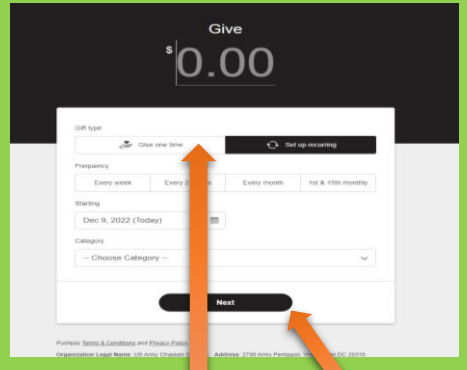 Give
$0.00
Gift type
Give one time
Set up recurring
Frequency
Every week
Every 2
Every month
1st & 15th monthly
Starting
Dec 9, 2022 (Today)
Category
-- Choose Category --
Next
Pushpay Terms & Conditions and Privacy Policy
Organization Legal Name: US Army Chaplain Address: 2700 Army Pentagon, DC 20310